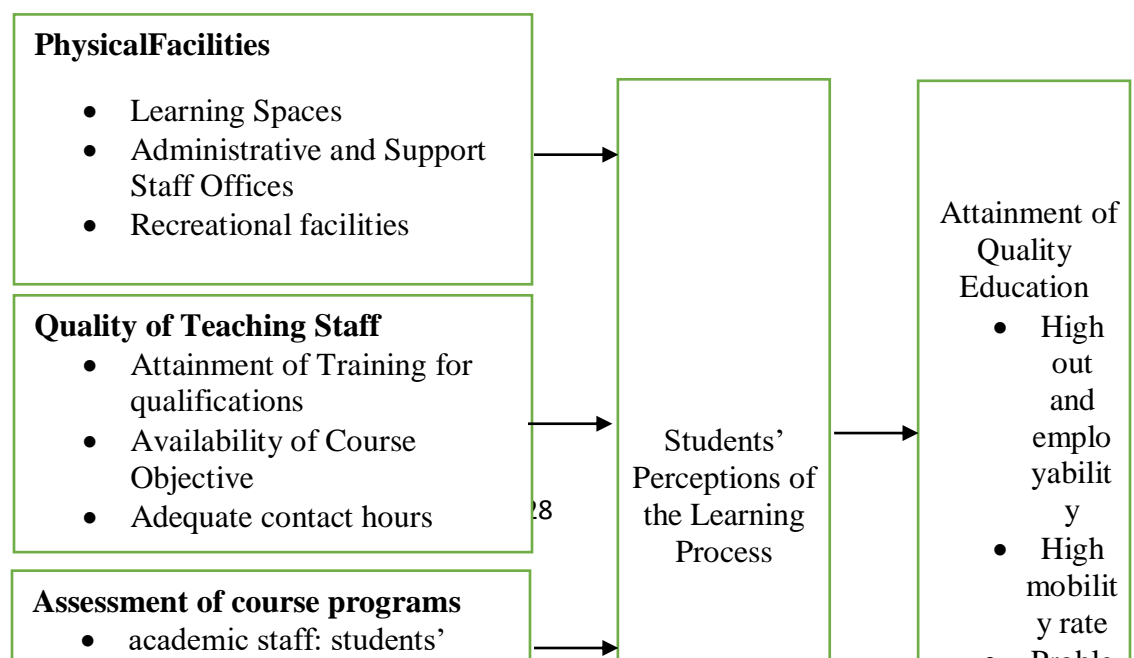 PhysicalFacilities
• Learning Spaces
• Administrative and Support
Staff Offices
• Recreational facilities
Quality of Teaching Staff
• Attainment of Training for
qualifications
• Availability of Course
Objective
• Adequate contact hours
28
Assessment of course programs
• academic staff: students’
Students’
Perceptions of
the Learning
Process
Attainment of
Quality
Education
• High
out
and
emplo
yabilit
y
• High
mobilit
y rate